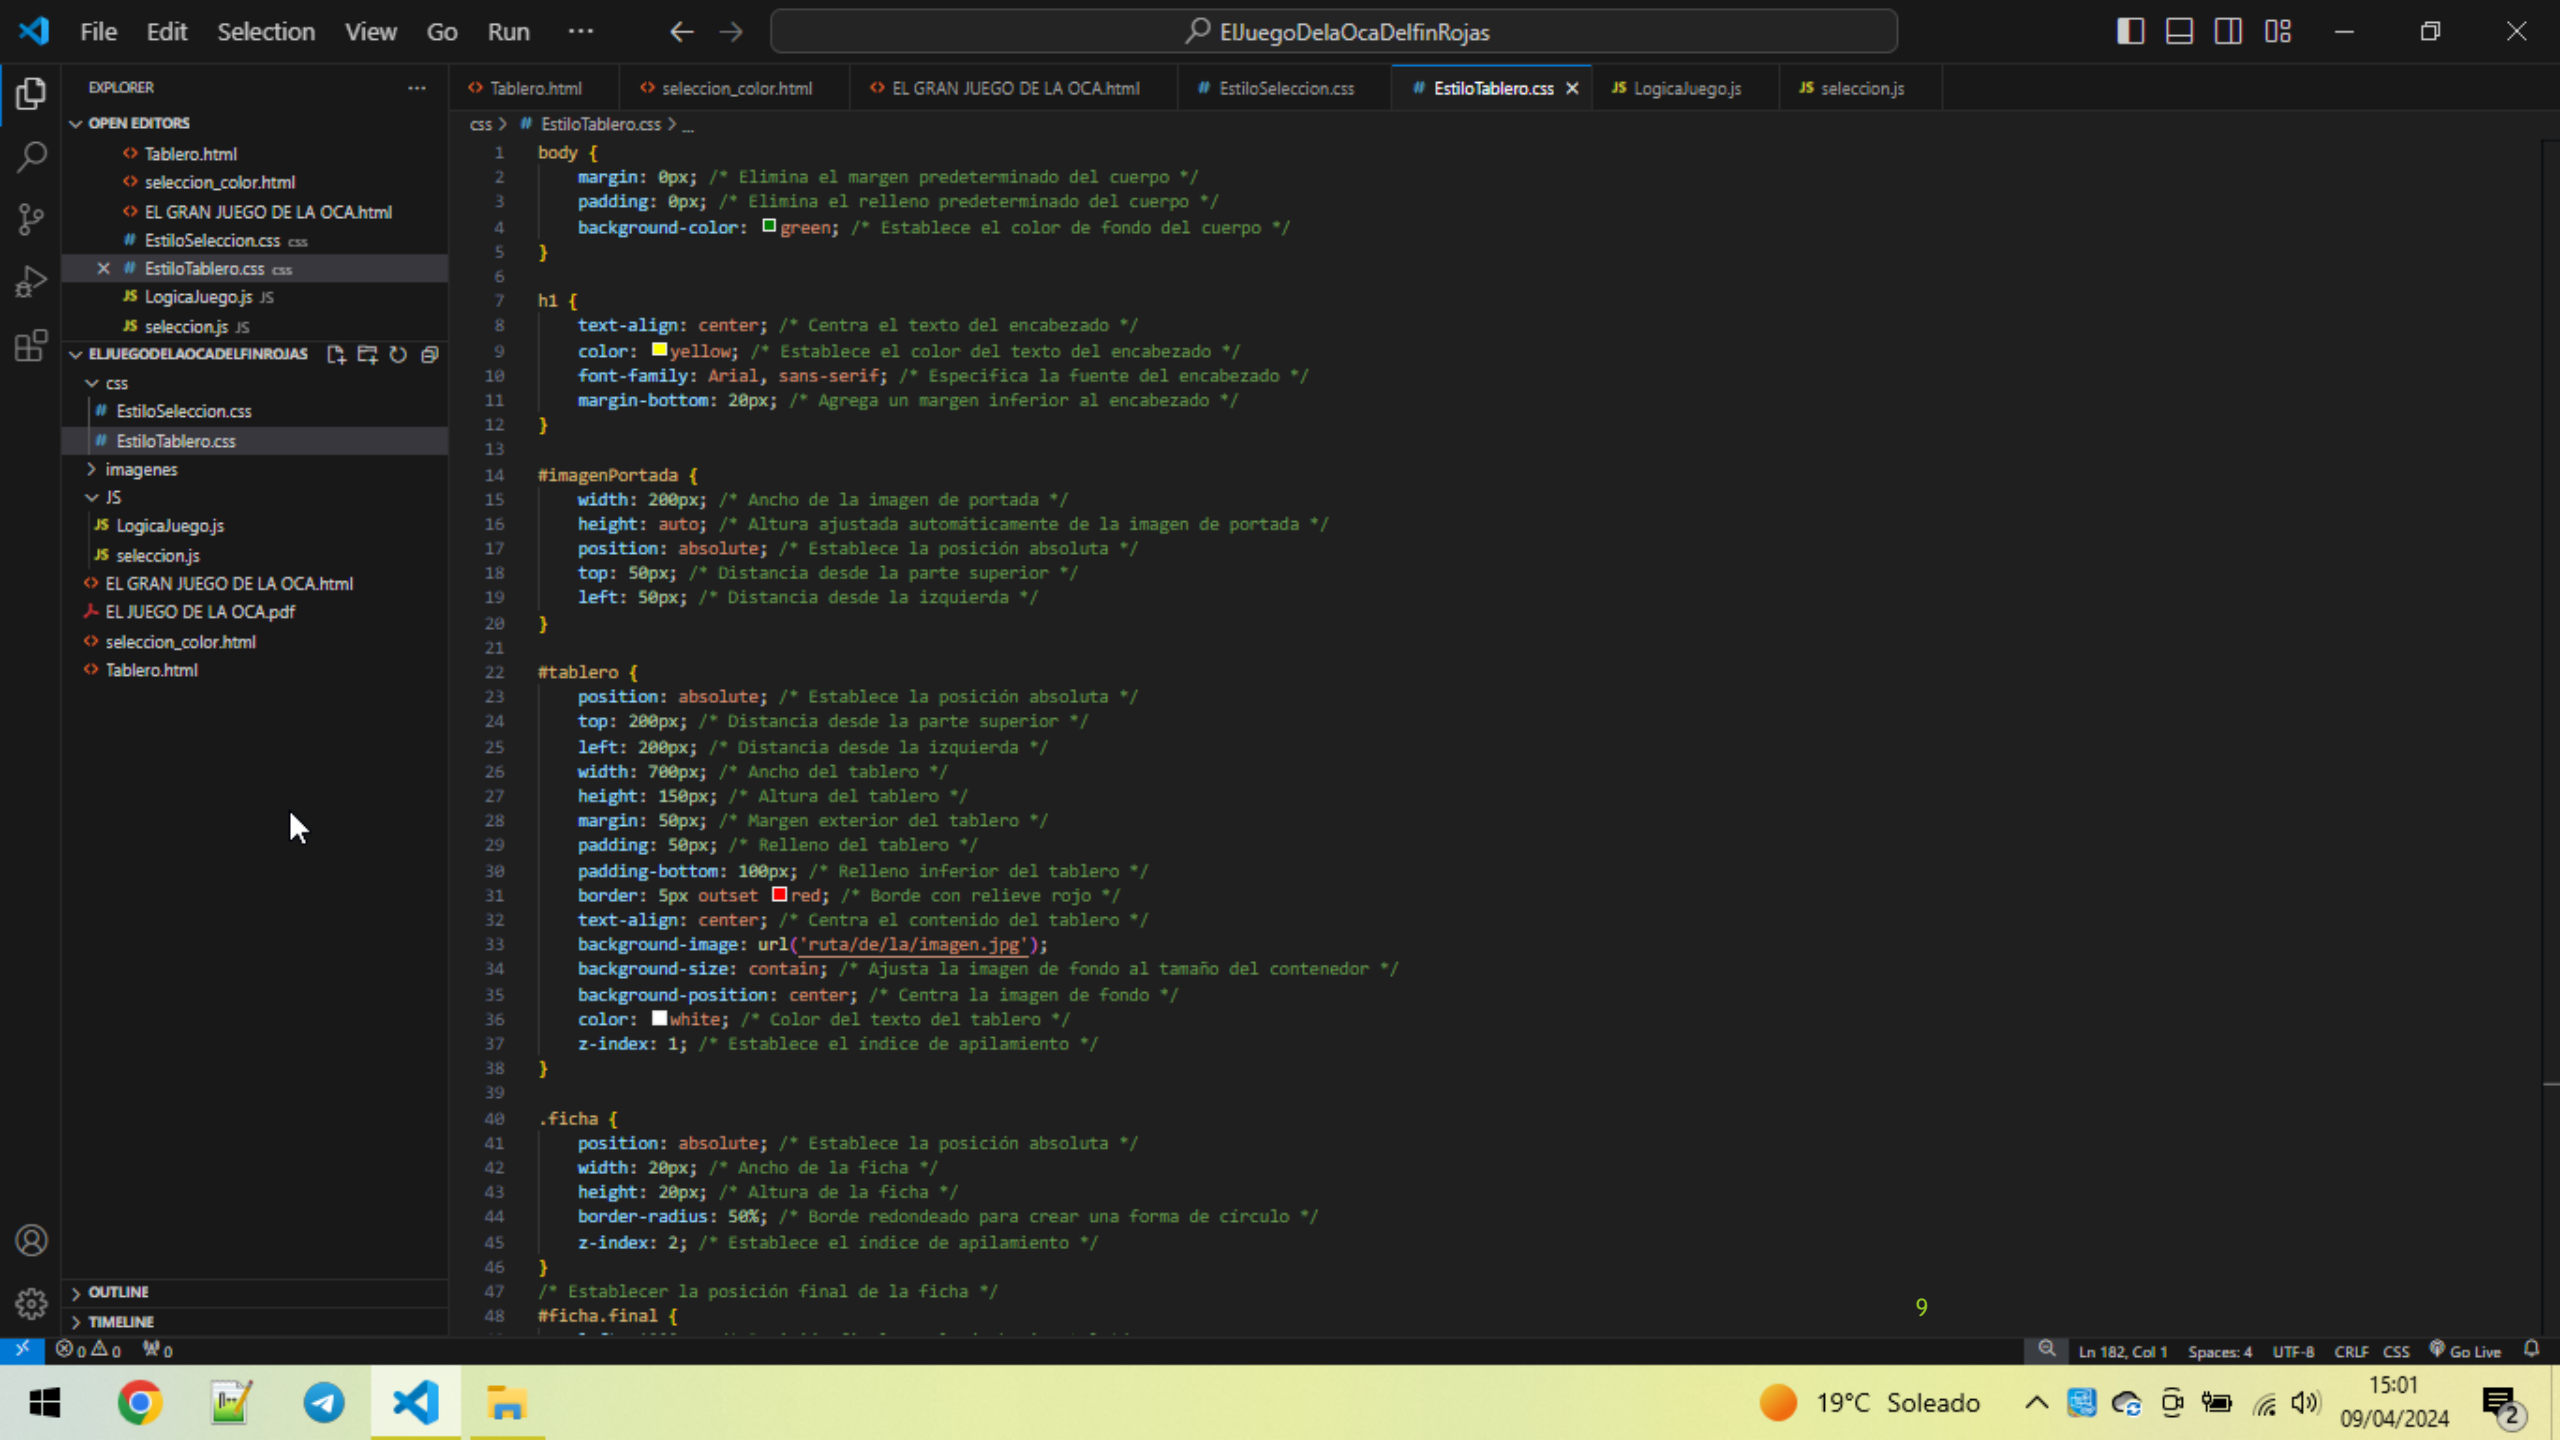 File Edit Selection View Go Run ··· ElJuegoDelaOcaDelfinRojas
EXPLORER ···
OPEN EDITORS
Tablero.html
seleccion_color.html
EL GRAN JUEGO DE LA OCA.html
# EstiloSeleccion.css css
# EstiloTablero.css css
JS LogicaJuego.js JS
JS seleccion.js JS
ELJUEGODELAOCADELFINROJAS
css
# EstiloSeleccion.css
# EstiloTablero.css
imagenes
JS
JS LogicaJuego.js
JS seleccion.js
EL GRAN JUEGO DE LA OCA.html
EL JUEGO DE LA OCA.pdf
seleccion_color.html
Tablero.html
OUTLINE
TIMELINE
Tablero.html seleccion_color.html EL GRAN JUEGO DE LA OCA.html # EstiloSeleccion.css # EstiloTablero.css JS LogicaJuego.js JS seleccion.js
css > # EstiloTablero.css > ...
1 body {
2 margin: 0px; /* Elimina el margen predeterminado del cuerpo */
3 padding: 0px; /* Elimina el relleno predeterminado del cuerpo */
4 background-color: green; /* Establece el color de fondo del cuerpo */
5 }
6
7 h1 {
8 text-align: center; /* Centra el texto del encabezado */
9 color: yellow; /* Establece el color del texto del encabezado */
10 font-family: Arial, sans-serif; /* Especifica la fuente del encabezado */
11 margin-bottom: 20px; /* Agrega un margen inferior al encabezado */
12 }
13
14 #imagenPortada {
15 width: 200px; /* Ancho de la imagen de portada */
16 height: auto; /* Altura ajustada automáticamente de la imagen de portada */
17 position: absolute; /* Establece la posición absoluta */
18 top: 50px; /* Distancia desde la parte superior */
19 left: 50px; /* Distancia desde la izquierda */
20 }
21
22 #tablero {
23 position: absolute; /* Establece la posición absoluta */
24 top: 200px; /* Distancia desde la parte superior */
25 left: 200px; /* Distancia desde la izquierda */
26 width: 700px; /* Ancho del tablero */
27 height: 150px; /* Altura del tablero */
28 margin: 50px; /* Margen exterior del tablero */
29 padding: 50px; /* Relleno del tablero */
30 padding-bottom: 100px; /* Relleno inferior del tablero */
31 border: 5px outset red; /* Borde con relieve rojo */
32 text-align: center; /* Centra el contenido del tablero */
33 background-image: url('ruta/de/la/imagen.jpg');
34 background-size: contain; /* Ajusta la imagen de fondo al tamaño del contenedor */
35 background-position: center; /* Centra la imagen de fondo */
36 color: white; /* Color del texto del tablero */
37 z-index: 1; /* Establece el índice de apilamiento */
38 }
39
40 .ficha {
41 position: absolute; /* Establece la posición absoluta */
42 width: 20px; /* Ancho de la ficha */
43 height: 20px; /* Altura de la ficha */
44 border-radius: 50%; /* Borde redondeado para crear una forma de círculo */
45 z-index: 2; /* Establece el índice de apilamiento */
46 }
47 /* Establecer la posición final de la ficha */
48 #ficha.final {
9
0 0 0 Ln 182, Col 1 Spaces: 4 UTF-8 CRLF CSS Go Live
19°C Soleado 15:01
09/04/2024 2